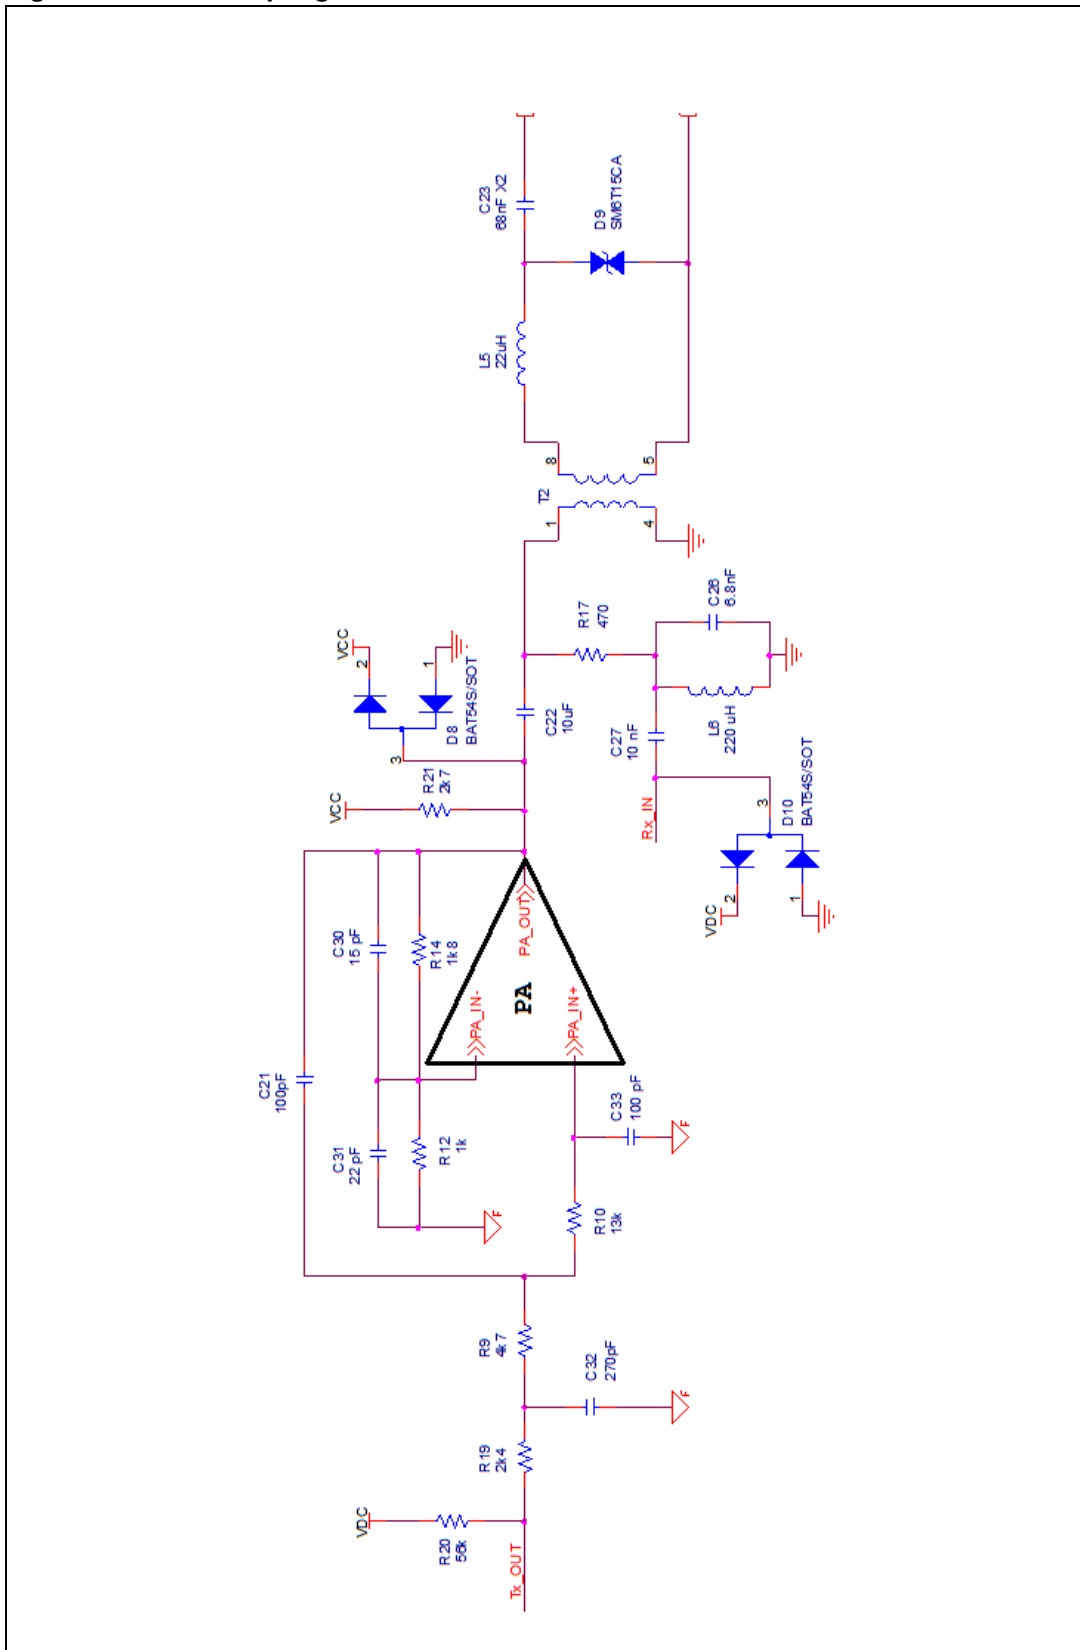 C23
68nF X2
D9
SM6T15CA
L5
22uH
8
5
T2
1
4
R17
470
C26
6.8nF
VCC
2
1
D8
BAT54S/SOT
3
C22
10uF
C27
10 nF
L6
220 uH
R21
2k7
VCC
Rx_IN
3
D10
BAT54S/SOT
VDC
2
1
C30
15 pF
R14
1k8
PA_OUT
PA
PA_IN-
PA_IN+
C21
100pF
C31
22 pF
R12
1k
C33
100 pF
F
F
R10
13k
R9
4k7
C32
270pF
F
R19
2k4
VDC
R20
56k
Tx_OUT